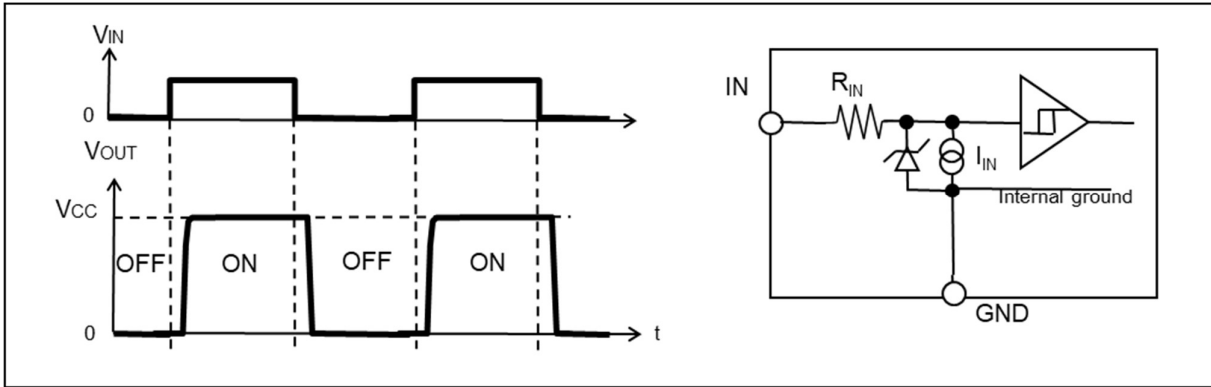 VIN
0
VOUT
VCC
OFF ON OFF ON
0
t
IN
RIN
IIN
Internal ground
GND